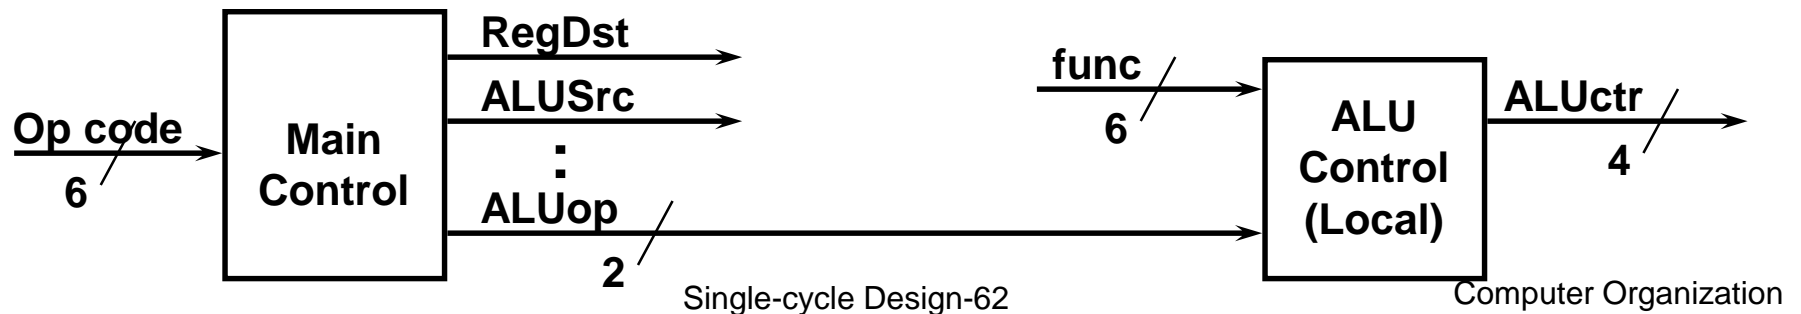 RegDst
ALUSrc
:
ALUop
2
Op code
6
Main
Control
func
6
ALU
Control
(Local)
ALUctr
4
Single-cycle Design-62
Computer Organization